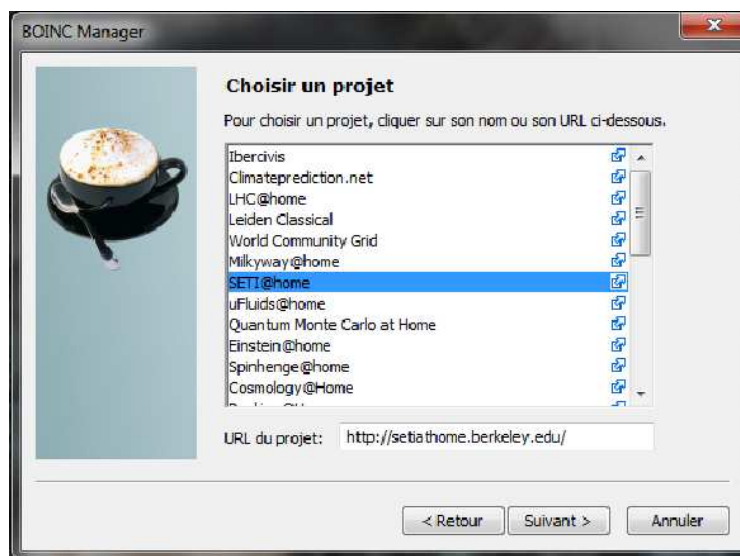 BOINC Manager
Choisir un projet
Pour choisir un projet, cliquer sur son nom ou son URL ci-dessous.
Ibercivis
Climateprediction.net
LHC@home
Leiden Classical
World Community Grid
Milkyway@home
SETI@home
uFluids@home
Quantum Monte Carlo at Home
Einstein@home
Spinhenge@home
Cosmology@Home
URL du projet: http://setiathome.berkeley.edu/
< Retour Suivant > Annuler